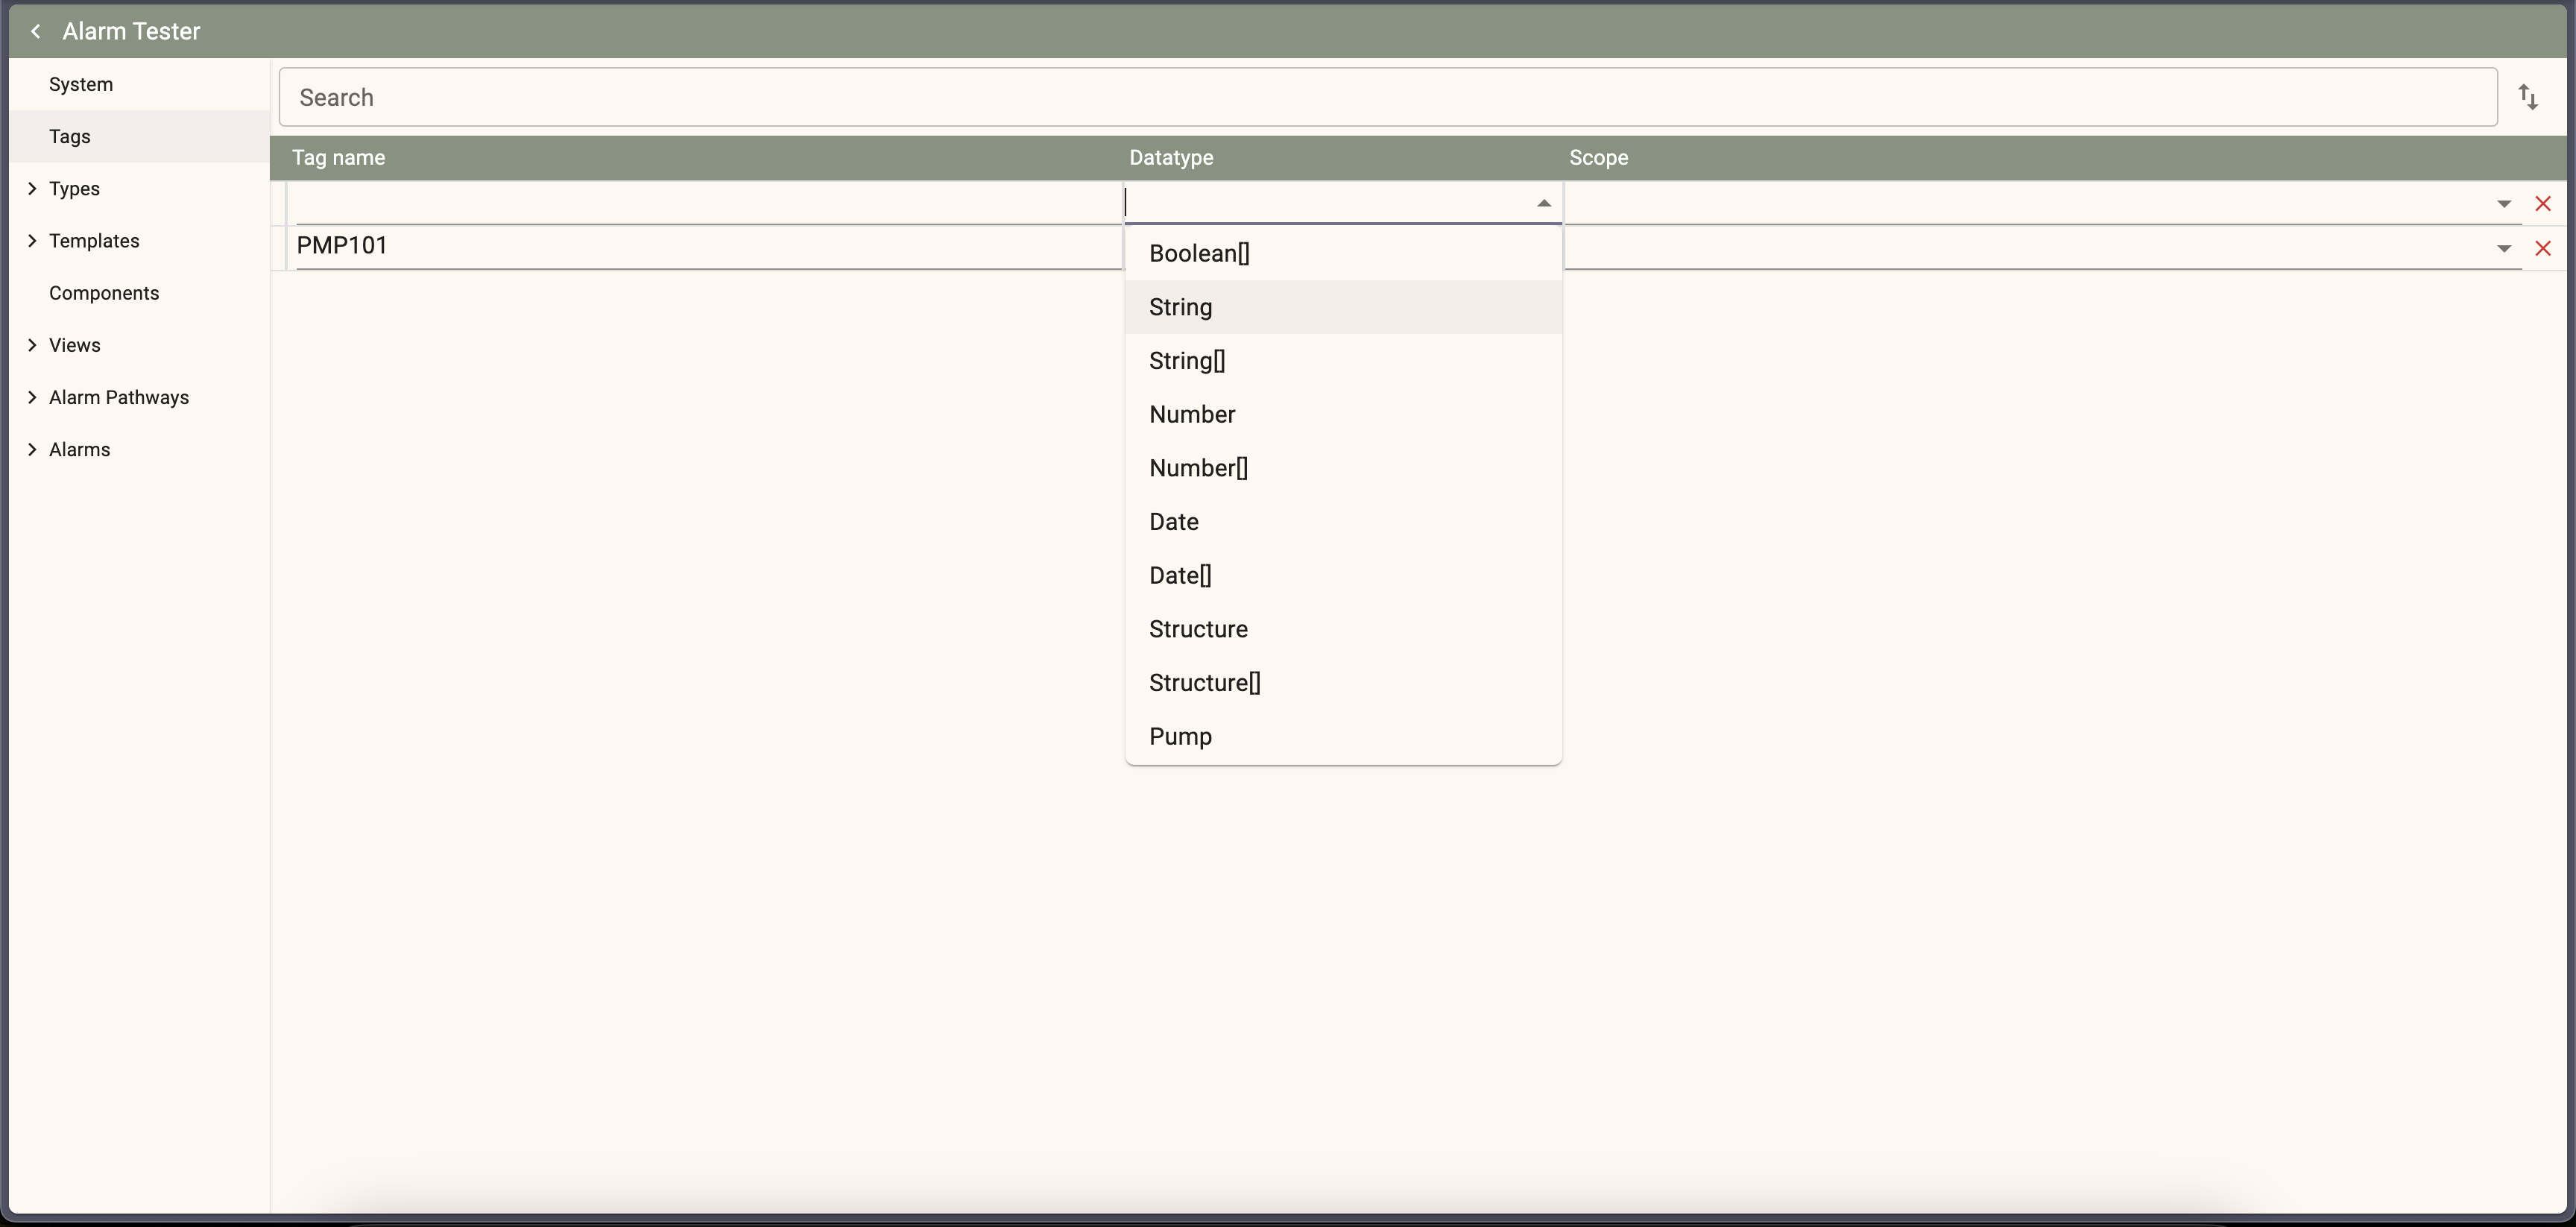 Alarm Tester
System
Tags
Types
Templates
Components
Views
Alarm Pathways
Alarms
Search
Tag name Datatype Scope
PMP101
Boolean[]
String
String[]
Number
Number[]
Date
Date[]
Structure
Structure[]
Pump